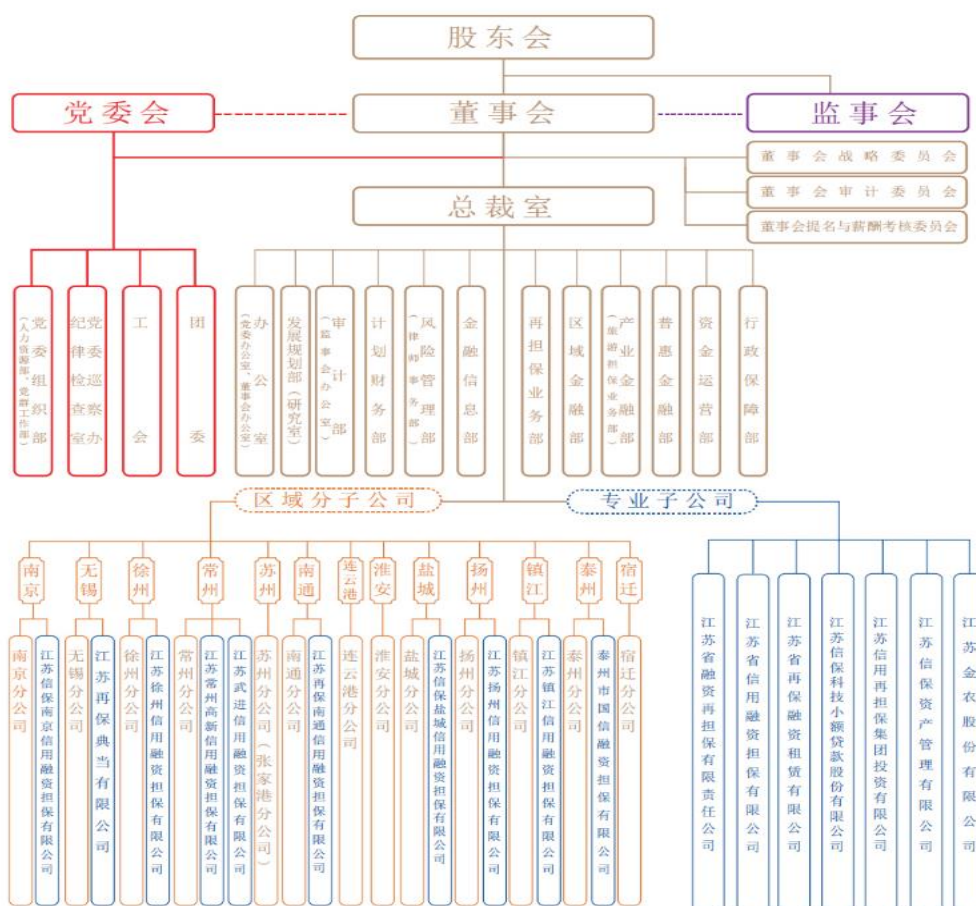 股东会
党委会
董事会
监事会
董事会战略委员会
董事会审计委员会
董事会提名与薪酬考核委员会
总裁室
党委组织部
(人力资源部、党群工作部)
党委巡察办
纪律检查室
工会
团委
办公室
(党委办公室、董事会办公室)
发展规划部(研究室)
审计部
(监事会办公室)
计划财务部
风险管理部
(律师事务部)
金融信息部
再担保业务部
区域金融部
产业金融部
(旅游担保业务部)
普惠金融部
资金运营部
行政保障部
区域分子公司
专业子公司
南京
无锡
徐州
常州
苏州
南通
连云港
淮安
盐城
扬州
镇江
泰州
宿迁
南京分公司
江苏信保南京信用融资担保有限公司
无锡分公司
江苏再保典当有限公司
徐州分公司
江苏徐州信用融资担保有限公司
常州分公司
江苏常州高新信用融资担保有限公司
江苏武进信用融资担保有限公司
苏州分公司(张家港分公司)
南通分公司
江苏再保南通信用融资担保有限公司
连云港分公司
淮安分公司
盐城分公司
江苏信保盐城信用融资担保有限公司
扬州分公司
江苏扬州信用融资担保有限公司
镇江分公司
江苏镇江信用融资担保有限公司
泰州分公司
泰州市国信融资担保有限公司
宿迁分公司
江苏省融资再担保有限责任公司
江苏省信用融资担保有限公司
江苏省再保融资租赁有限公司
江苏信保科技小额贷款股份有限公司
江苏信用再担保集团投资有限公司
江苏信保资产管理有限公司
江苏金农股份有限公司